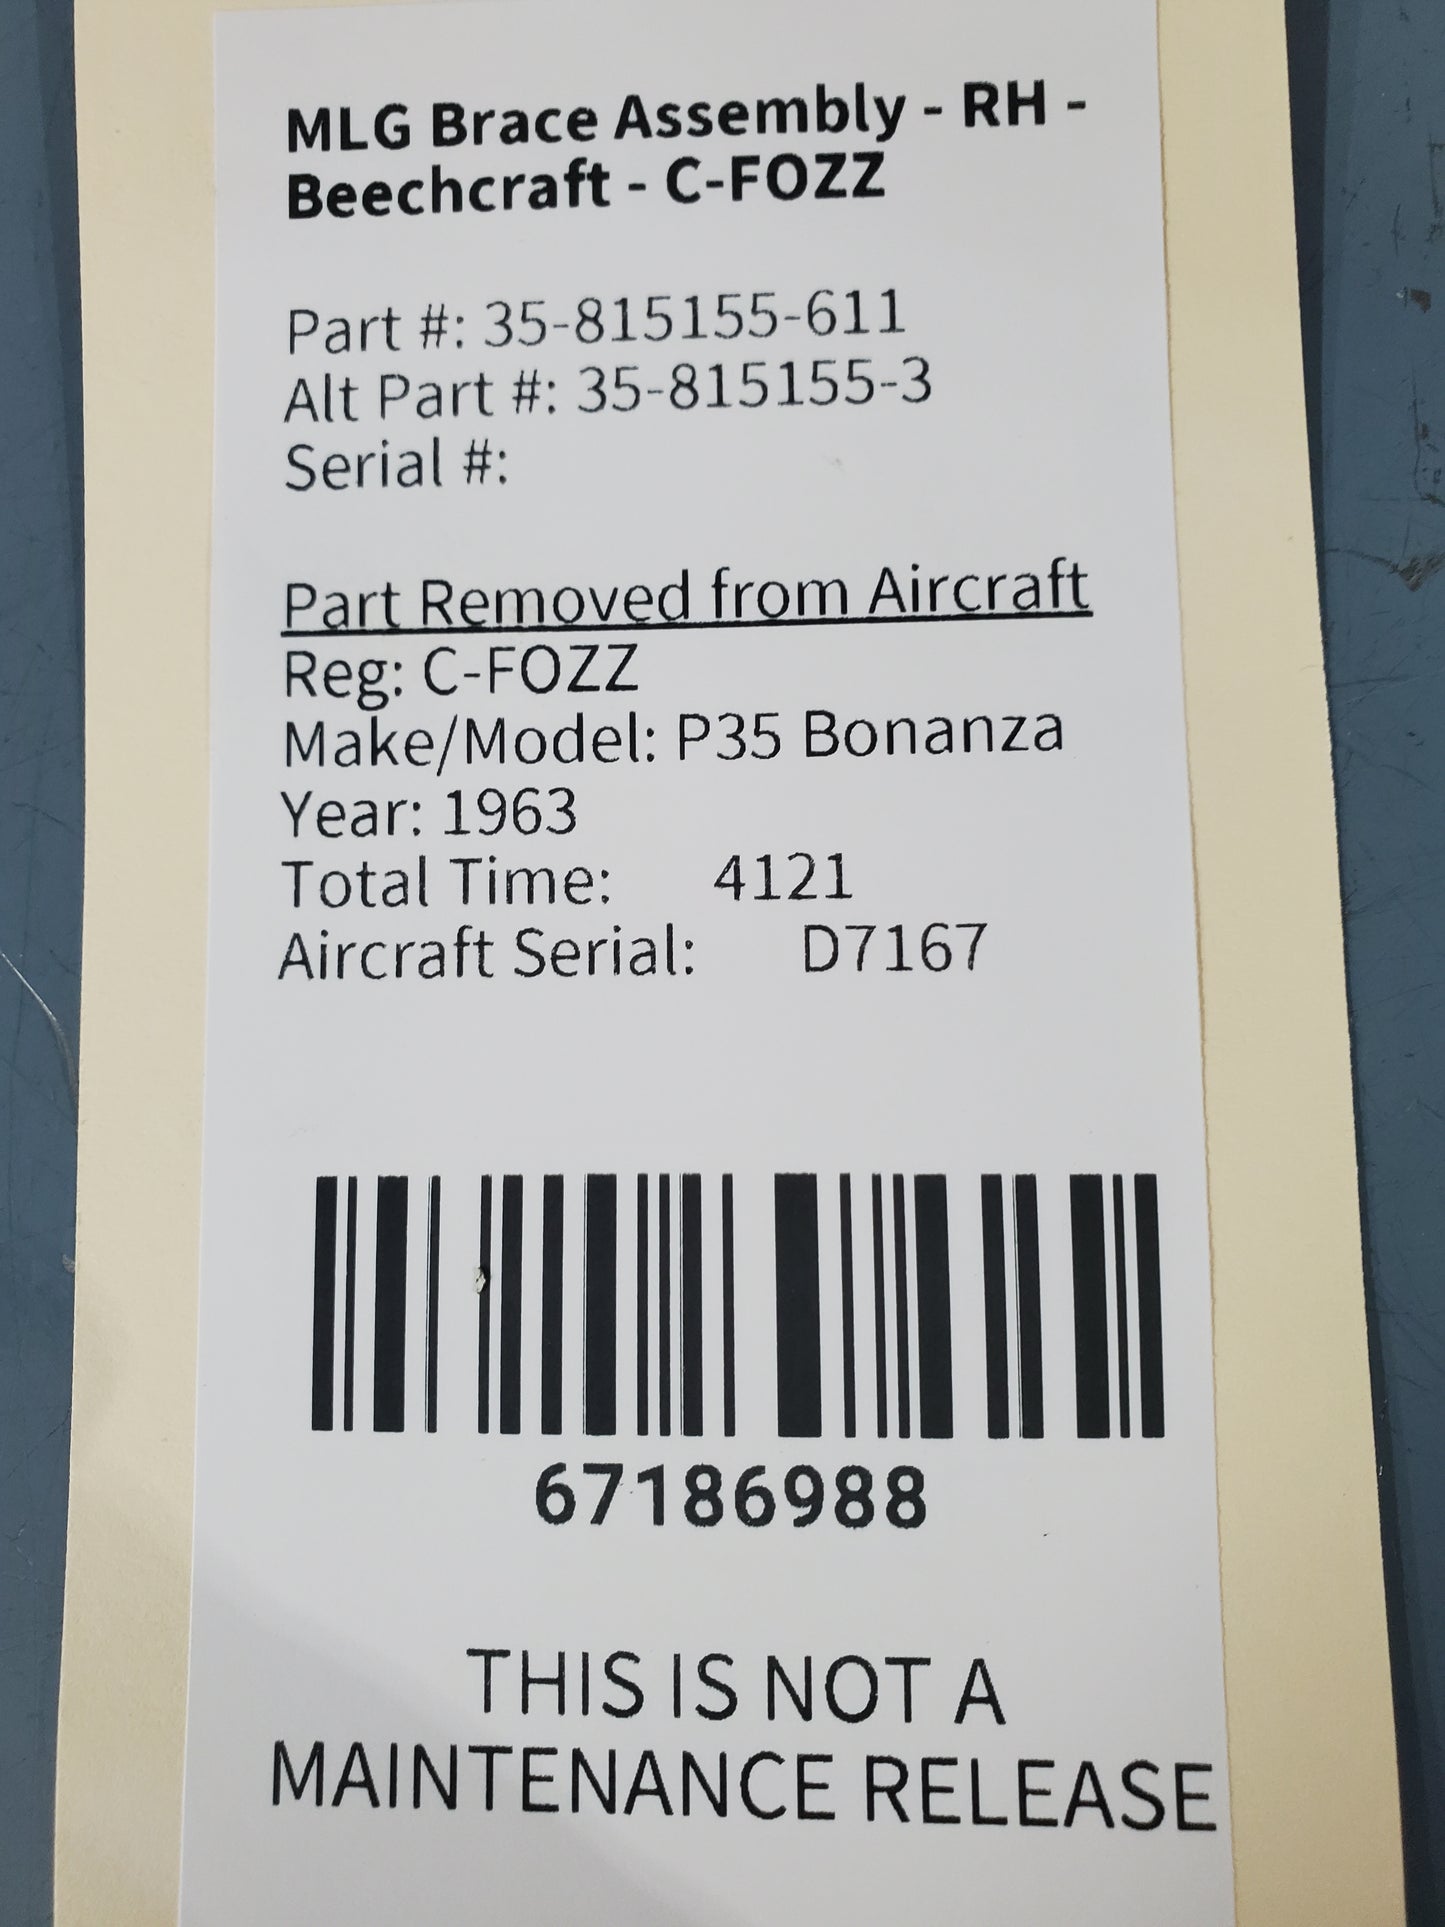 MLG Brace Assembly - RH -
Beechcraft - C-FOZZ
Part #: 35-815155-611
Alt Part #: 35-815155-3
Serial #:
Part Removed from Aircraft
Reg: C-FOZZ
Make/Model: P35 Bonanza
Year: 1963
Total Time: 4121
Aircraft Serial: D7167
67186988
THIS IS NOT A
MAINTENANCE RELEASE